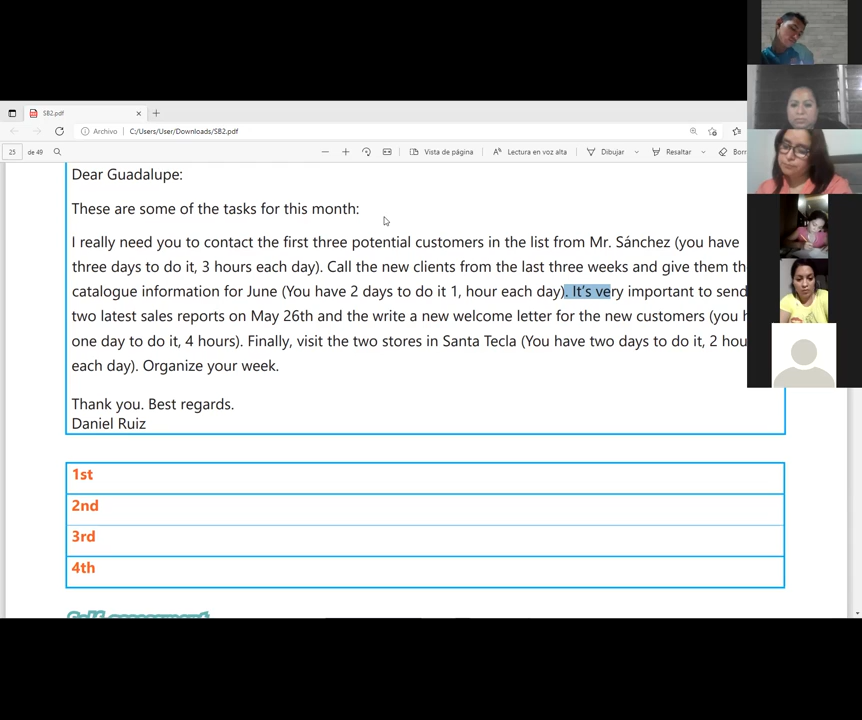 SB2.pdf
Archivo C:/Users/User/Downloads/SB2.pdf
25 de 49 Vista de página Lectura en voz alta Dibujar Resaltar
Dear Guadalupe:
These are some of the tasks for this month:
I really need you to contact the first three potential customers in the list from Mr. Sánchez (you have
three days to do it, 3 hours each day). Call the new clients from the last three weeks and give them
catalogue information for June (You have 2 days to do it 1, hour each day). It's very important to send
two latest sales reports on May 26th and the write a new welcome letter for the new customers (you
one day to do it, 4 hours). Finally, visit the two stores in Santa Tecla (You have two days to do it, 2
each day). Organize your week.
Thank you. Best regards.
Daniel Ruiz
1st
2nd
3rd
4th